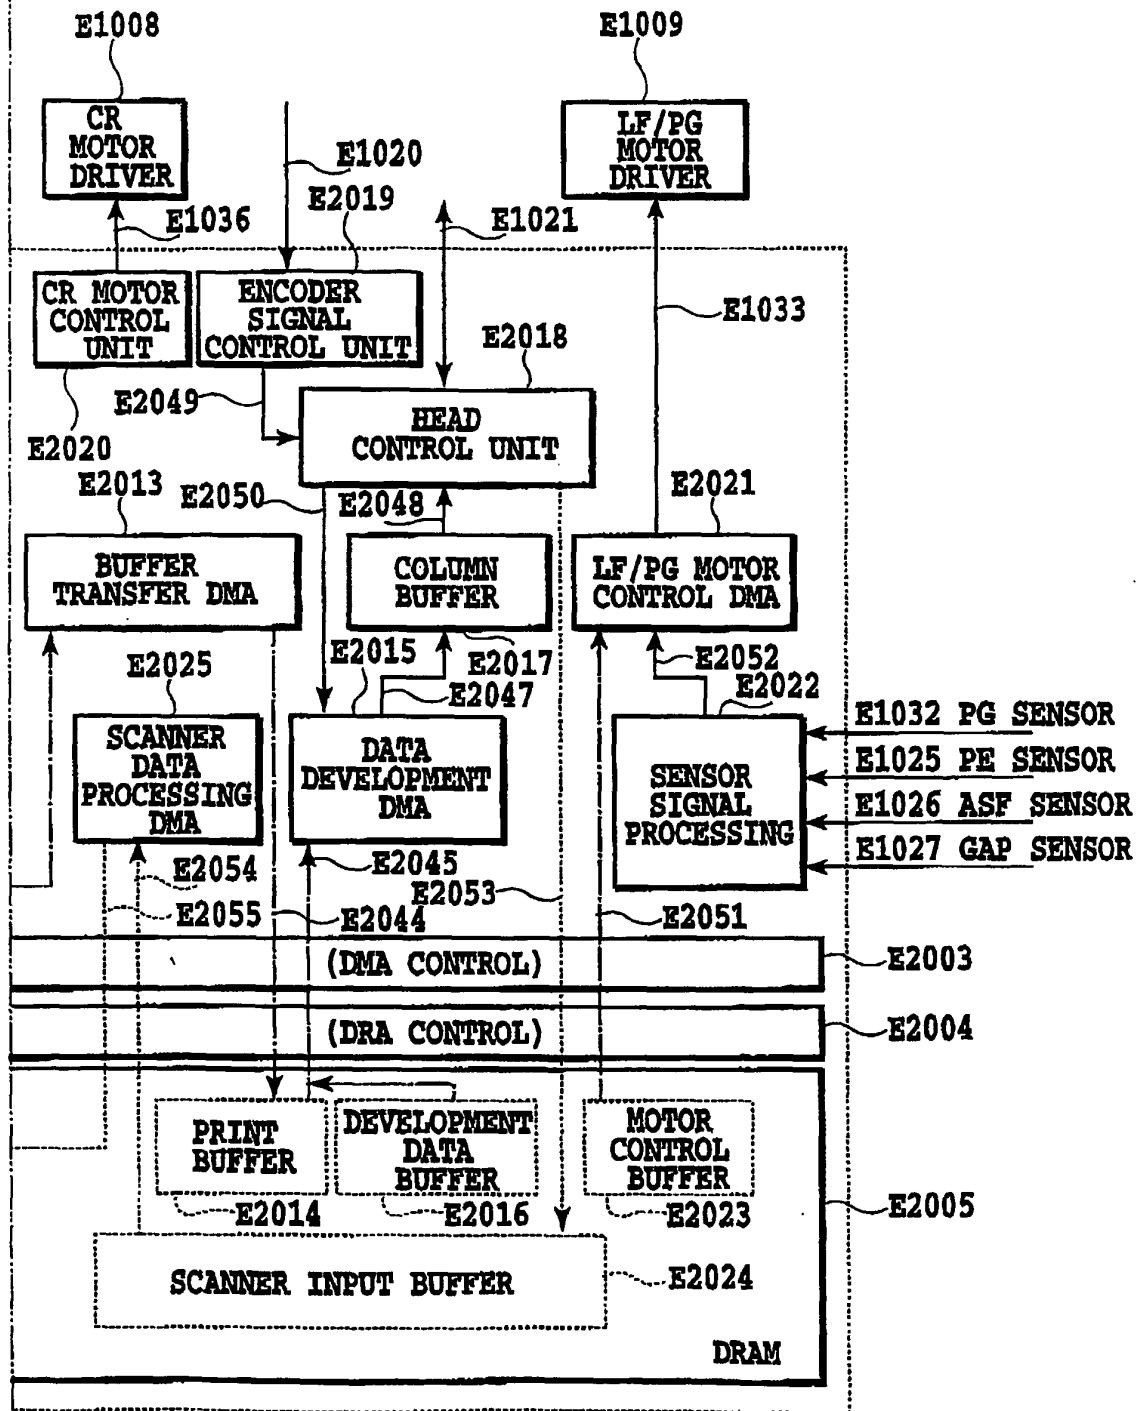 E1008
E1009
CR
MOTOR
DRIVER
LF/PG
MOTOR
DRIVER
E1020
E2019
E1036
E1021
CR MOTOR
CONTROL
UNIT
ENCODER
SIGNAL
CONTROL UNIT
E1033
E2018
E2049
HEAD
CONTROL UNIT
E2020
E2013
E2050
E2048
E2021
BUFFER
TRANSFER DMA
COLUMN
BUFFER
LF/PG MOTOR
CONTROL DMA
E2025
E2015
E2017
E2047
E2052
E2022
SCANNER
DATA
PROCESSING
DMA
DATA
DEVELOPMENT
DMA
SENSOR
SIGNAL
PROCESSING
E1032 PG SENSOR
E1025 PE SENSOR
E1026 ASF SENSOR
E1027 GAP SENSOR
E2054
E2045
E2053
E2055
E2044
E2051
(DMA CONTROL)
E2003
(DRA CONTROL)
E2004
PRINT
BUFFER
DEVELOPMENT
DATA
BUFFER
MOTOR
CONTROL
BUFFER
E2014
E2016
E2023
E2005
SCANNER INPUT BUFFER
E2024
DRAM